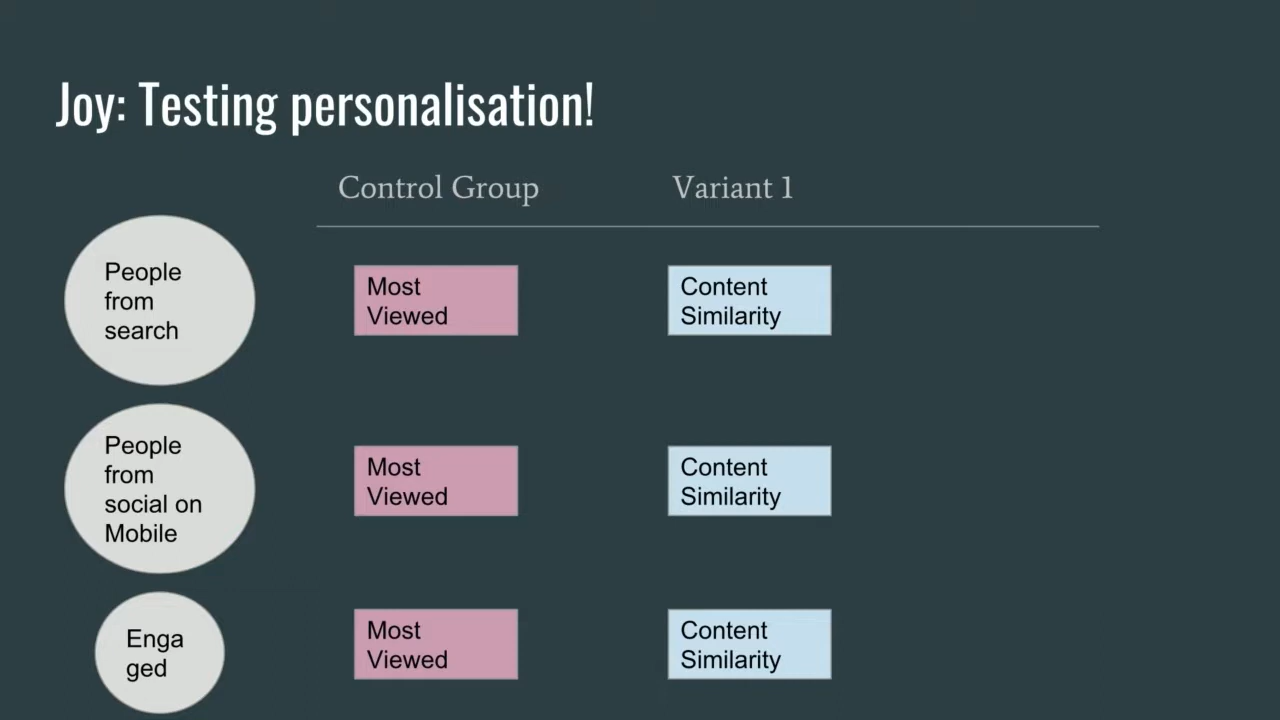 Joy: Testing personalisation!
Control Group
Variant 1
People
from
search
Most
Viewed
Content
Similarity
People
from
social on
Mobile
Most
Viewed
Content
Similarity
Enga
ged
Most
Viewed
Content
Similarity